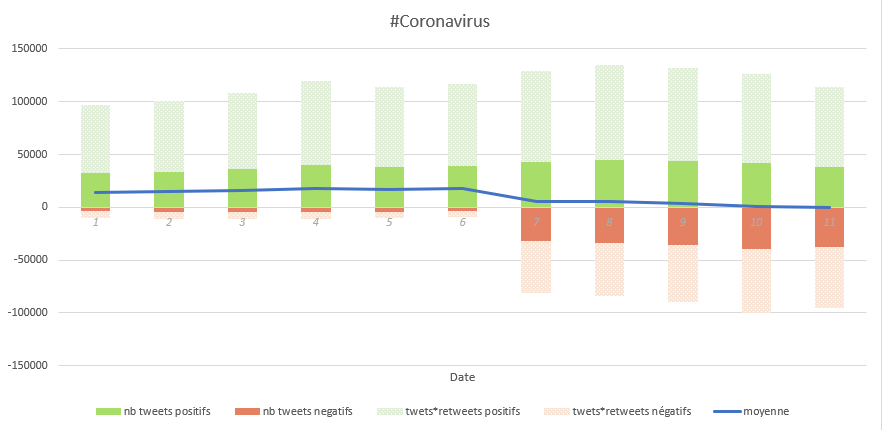 #Coronavirus
150000
100000
50000
0
1 2 3 4 5 6 7 8 9 10 11
-50000
-100000
-150000
Date
nb tweets positifs nb tweets negatifs twets*retweets positifs twets*retweets négatifs moyenne